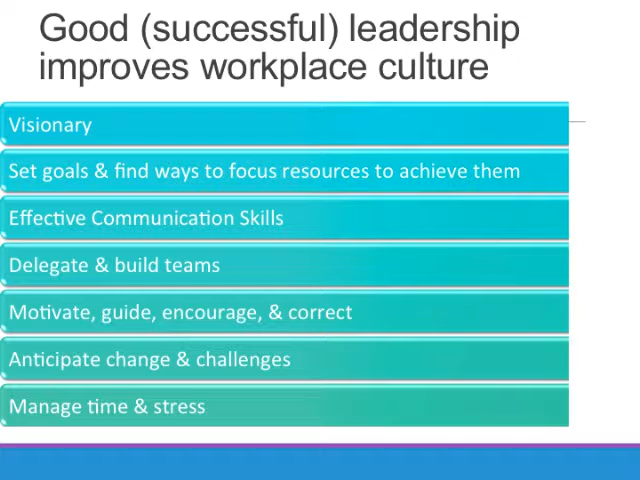 Good (successful) leadership
improves workplace culture
Visionary
Set goals & find ways to focus resources to achieve them
Effective Communication Skills
Delegate & build teams
Motivate, guide, encourage, & correct
Anticipate change & challenges
Manage time & stress